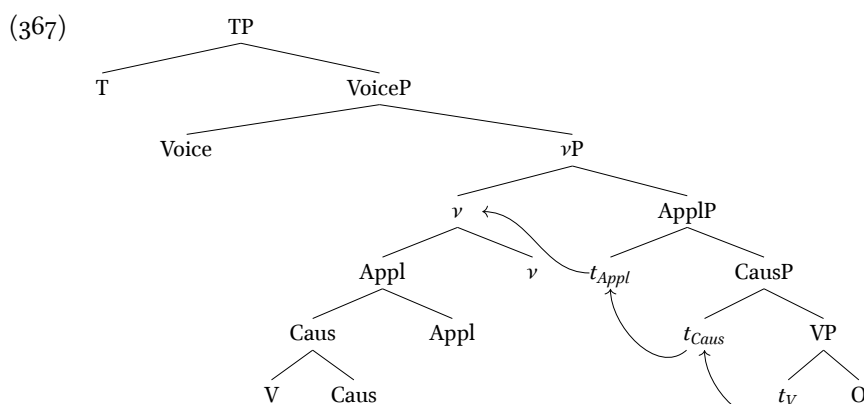 (367) TP
T VoiceP
Voice νP
ν ApplP
Appl ν t_Appl CausP
Caus Appl t_Caus VP
V Caus t_V O